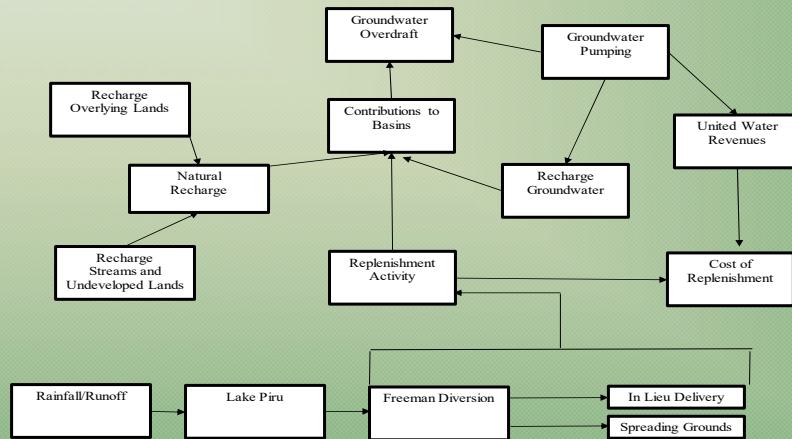 Groundwater
Overdraft
Groundwater
Pumping
Recharge
Overlying Lands
Contributions to
Basins
United Water
Revenues
Natural
Recharge
Recharge
Groundwater
Recharge
Streams and
Undeveloped Lands
Replenishment
Activity
Cost of
Replenishment
Rainfall/Runoff
Lake Piru
Freeman Diversion
In Lieu Delivery
Spreading Grounds